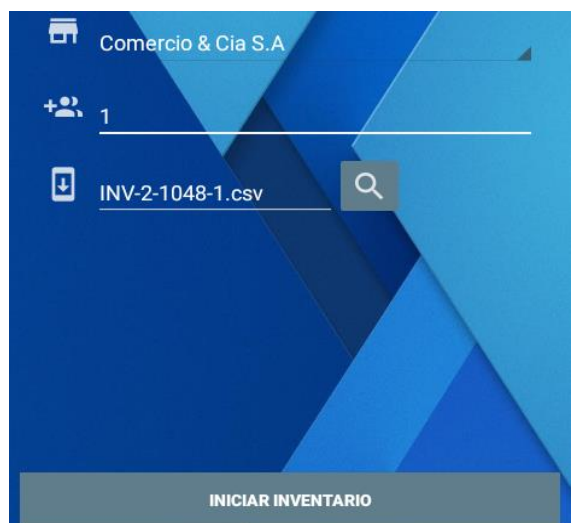 Comercio & Cia S.A
1
INV-2-1048-1.csv
INICIAR INVENTARIO